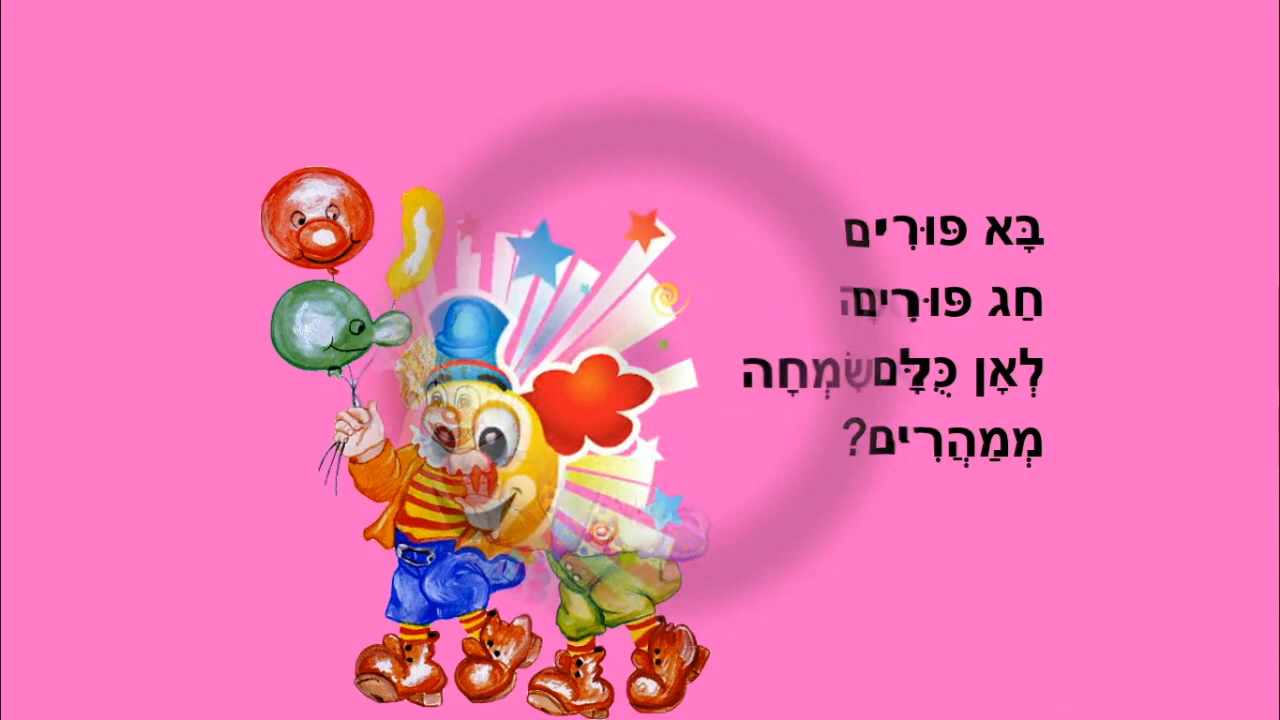 בָּא פּוּרִים
חַג פּוּרִים
לְאָן כֻּלָּם שִׂמְחָה
מְמַהֲרִים?